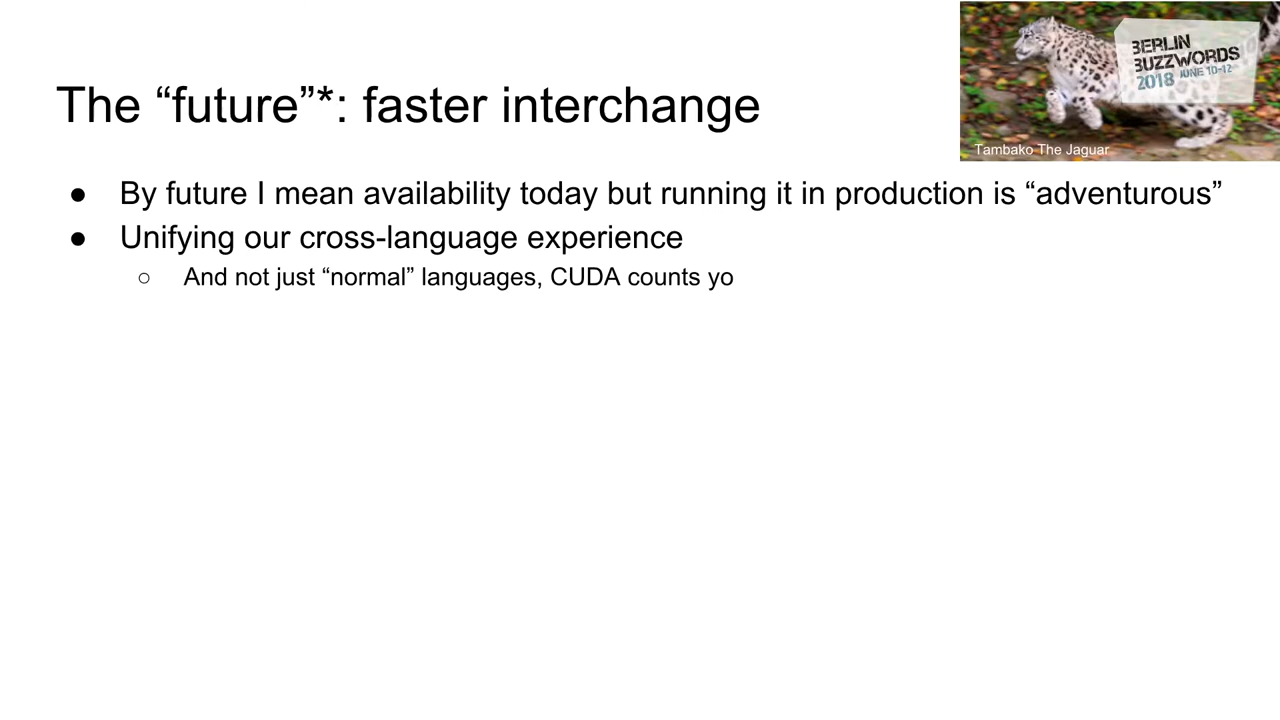 BERLIN
BUZZWORDS
2018 JUNE 10-12
Tambako The Jaguar
The “future”*: faster interchange
● By future I mean availability today but running it in production is “adventurous”
● Unifying our cross-language experience
○ And not just “normal” languages, CUDA counts yo